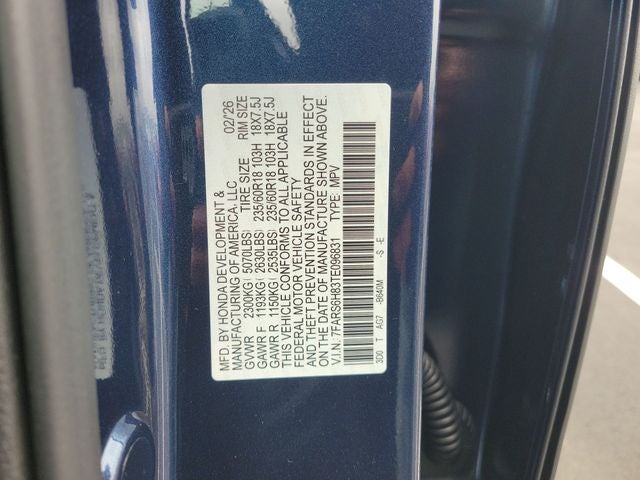 MFD. BY HONDA DEVELOPMENT &
MANUFACTURING OF AMERICA, LLC 02/'26
GVWR 2300KG( 5070LBS) TIRE SIZE RIM SIZE
GAWR F 1193KG( 2630LBS) 235/60R18 103H 18X7.5J
GAWR R 1150KG( 2535LBS) 235/60R18 103H 18X7.5J
THIS VEHICLE CONFORMS TO ALL APPLICABLE
FEDERAL MOTOR VEHICLE SAFETY
AND THEFT PREVENTION STANDARDS IN EFFECT
ON THE DATE OF MANUFACTURE SHOWN ABOVE.
V.I.N. 7FARS6H83TE096831 TYPE: MPV
3D0 T AG7 -B640M -S -E